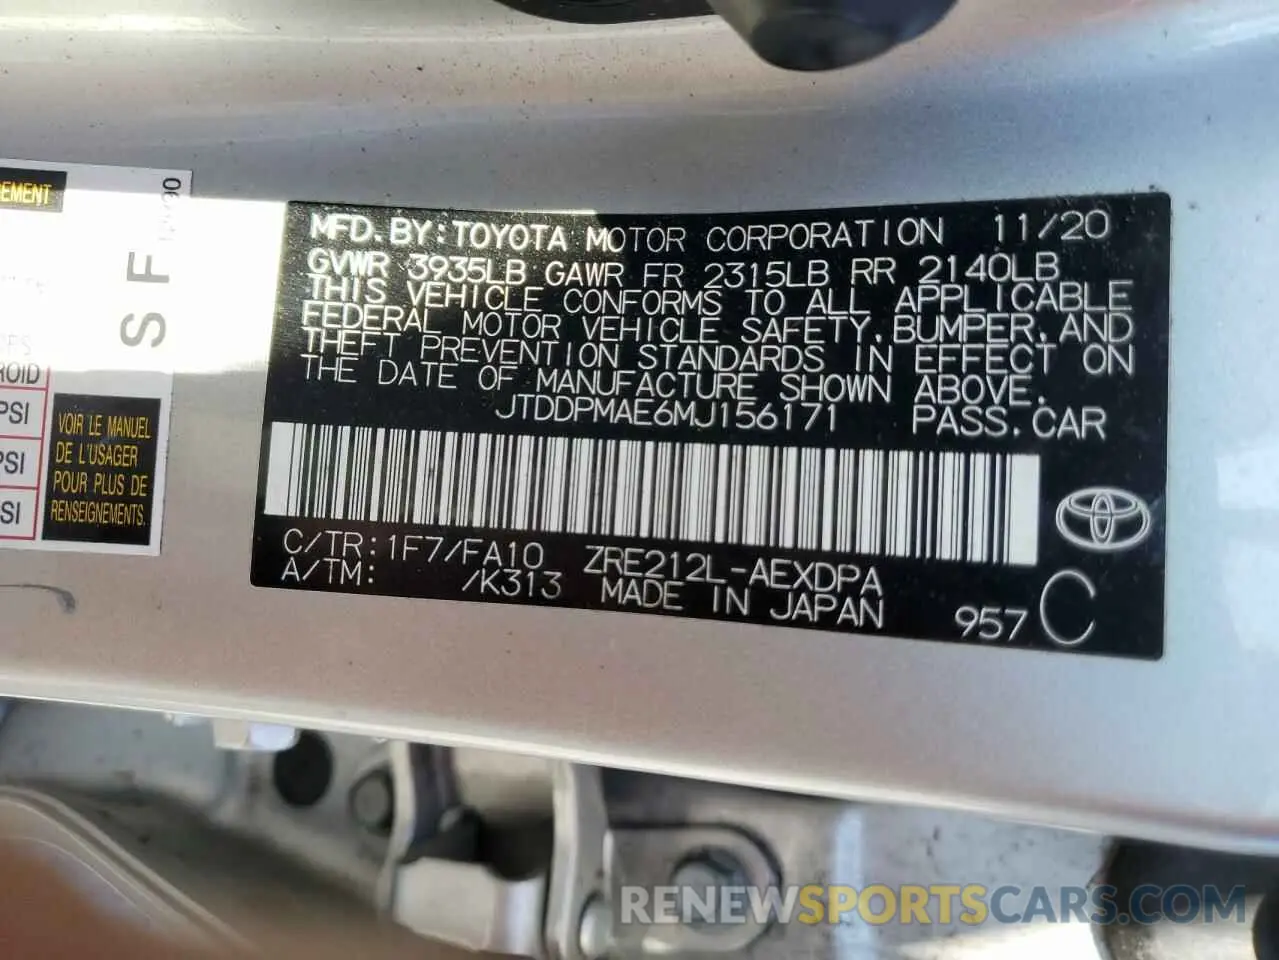 EMENT
S F
ROID
PSI
PSI
SI
VOIR LE MANUEL
DE L'USAGER
POUR PLUS DE
RENSEIGNEMENTS.
MFD. BY: TOYOTA MOTOR CORPORATION 11/20
GVWR 3935LB GAWR FR 2315LB RR 2140LB
THIS VEHICLE CONFORMS TO ALL APPLICABLE
FEDERAL MOTOR VEHICLE SAFETY, BUMPER, AND
THEFT PREVENTION STANDARDS IN EFFECT ON
THE DATE OF MANUFACTURE SHOWN ABOVE.
JTDDPMAE6MJ156171 PASS. CAR
C/TR: 1F7/FA10 ZRE212L-AEXDPA
A/TM: /K313 MADE IN JAPAN 957 C
RENEWSPORTSCARS.COM